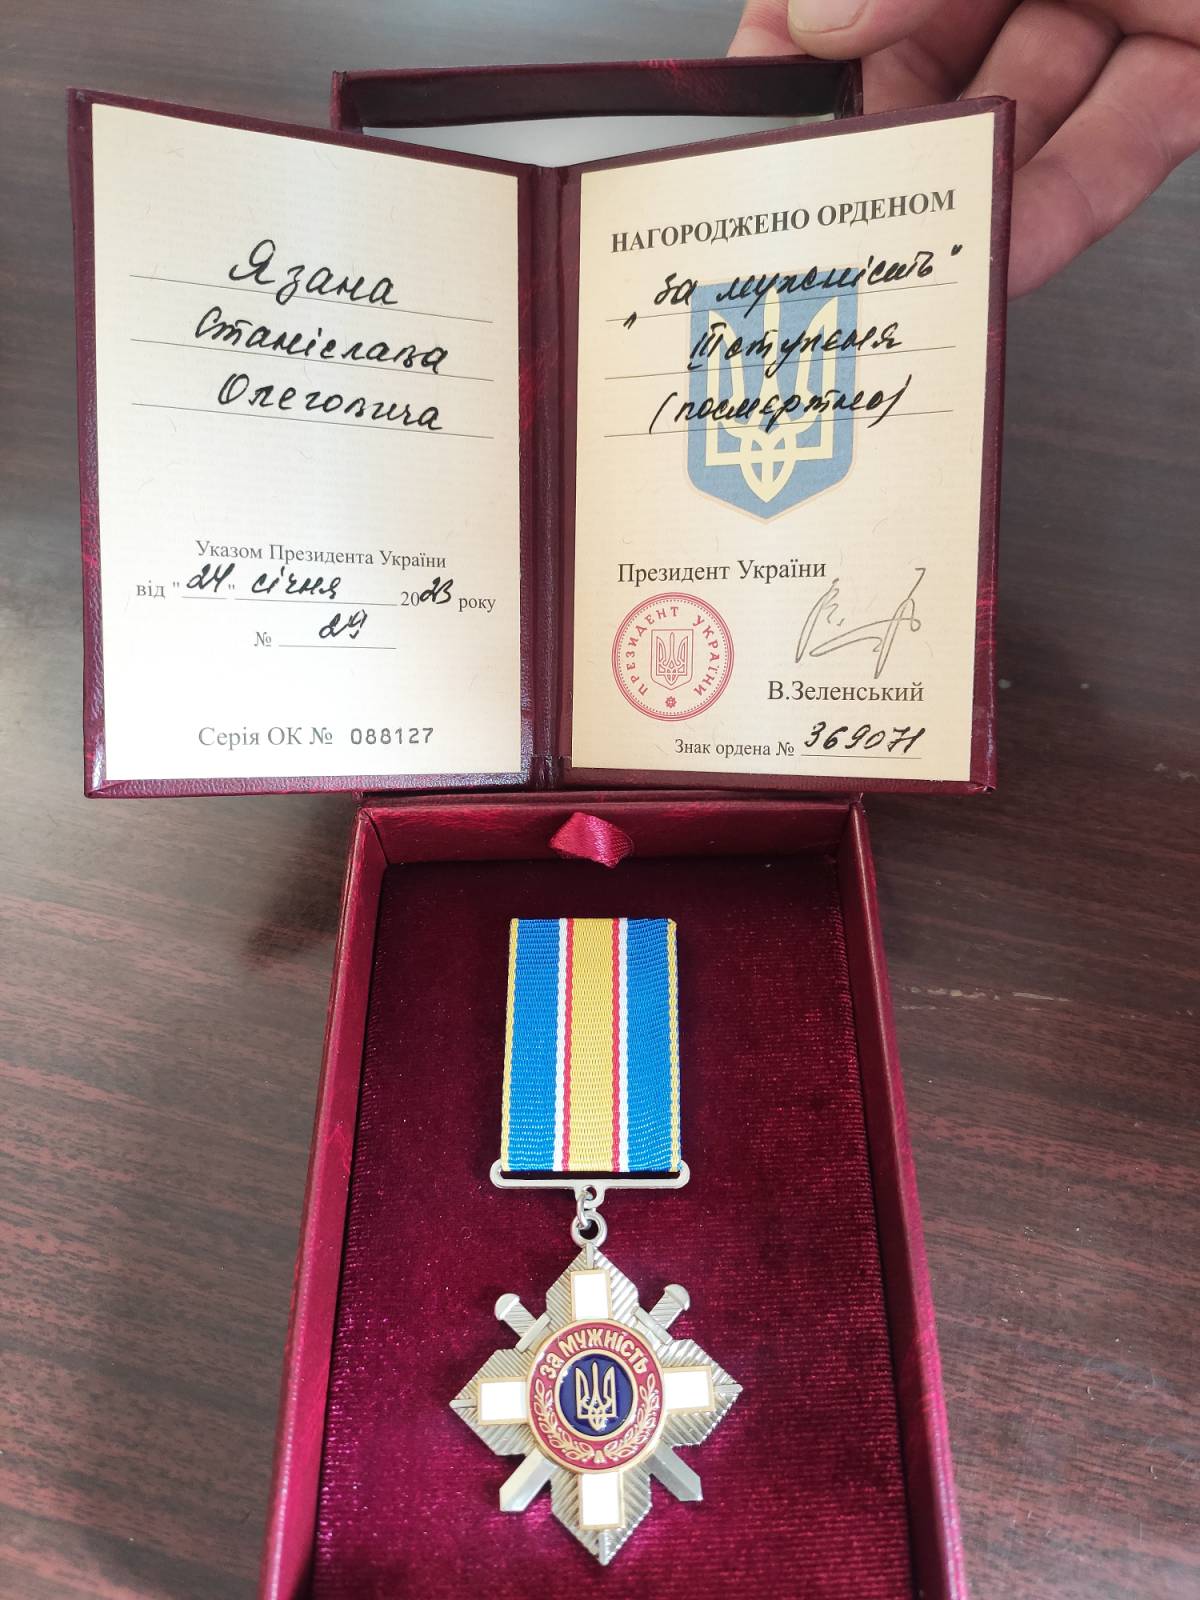 Язана
Станіслава
Олеговича
Указом Президента України
від "24" січня 2023 року
№ 29
Серія ОК № 088127
НАГОРОДЖЕНО ОРДЕНОМ
„За мужність"
ІІІ ступеня
(посмертно)
Президент України
ПРЕЗИДЕНТ УКРАЇНИ
В.Зеленський
Знак ордена № 369071
ЗА МУЖНІСТЬ